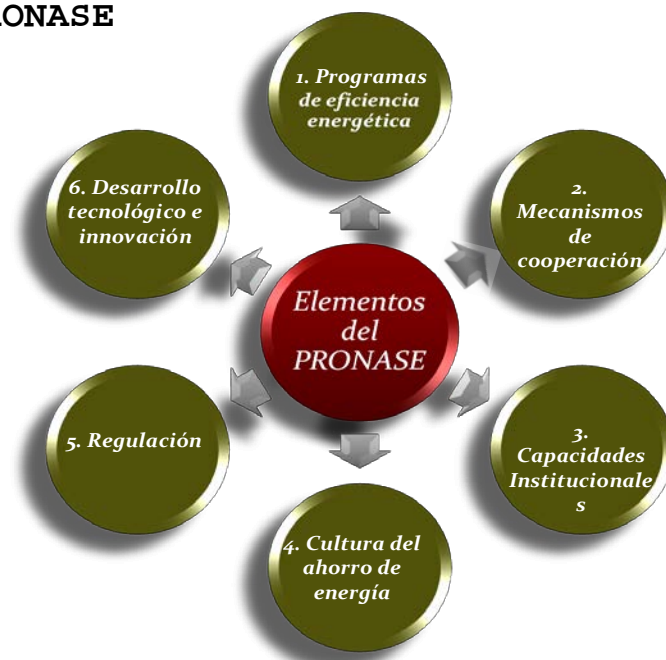 RONASE
1. Programas
de eficiencia
energética
2.
Mecanismos
de
cooperación
3.
Capacidades
Institucionale
s
4. Cultura del
ahorro de
energía
5. Regulación
6. Desarrollo
tecnológico e
innovación
Elementos
del
PRONASE